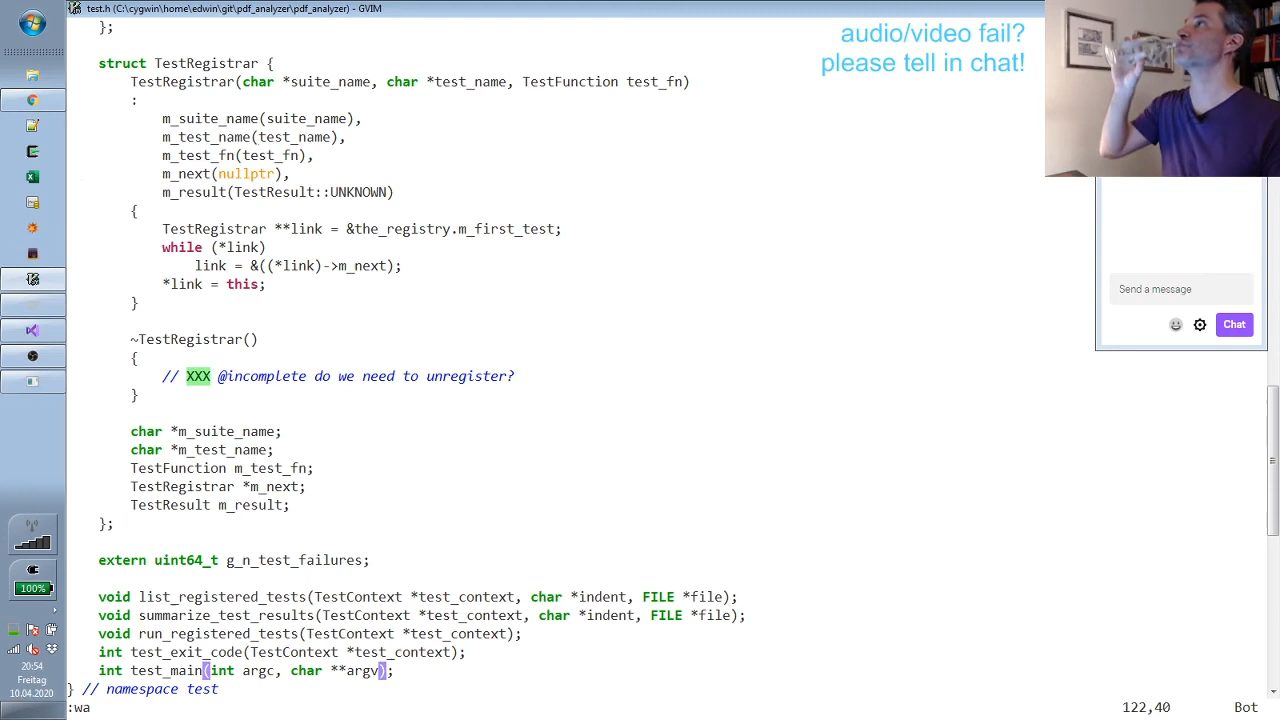 test.h (C:\cygwin\home\edwin\git\pdf_analyzer\pdf_analyzer) - GVIM
};
audio/video fail?
please tell in chat!
struct TestRegistrar {
TestRegistrar(char *suite_name, char *test_name, TestFunction test_fn)
:
m_suite_name(suite_name),
m_test_name(test_name),
m_test_fn(test_fn),
m_next(nullptr),
m_result(TestResult::UNKNOWN)
{
TestRegistrar **link = &the_registry.m_first_test;
while (*link)
link = &((*link)->m_next);
*link = this;
}
~TestRegistrar()
{
// XXX @incomplete do we need to unregister?
}
char *m_suite_name;
char *m_test_name;
TestFunction m_test_fn;
TestRegistrar *m_next;
TestResult m_result;
};
extern uint64_t g_n_test_failures;
void list_registered_tests(TestContext *test_context, char *indent, FILE *file);
void summarize_test_results(TestContext *test_context, char *indent, FILE *file);
void run_registered_tests(TestContext *test_context);
int test_exit_code(TestContext *test_context);
int test_main(int argc, char **argv);
} // namespace test
:wa
122,40
Bot
Send a message
Chat
100%
20:54
Freitag
10.04.2020